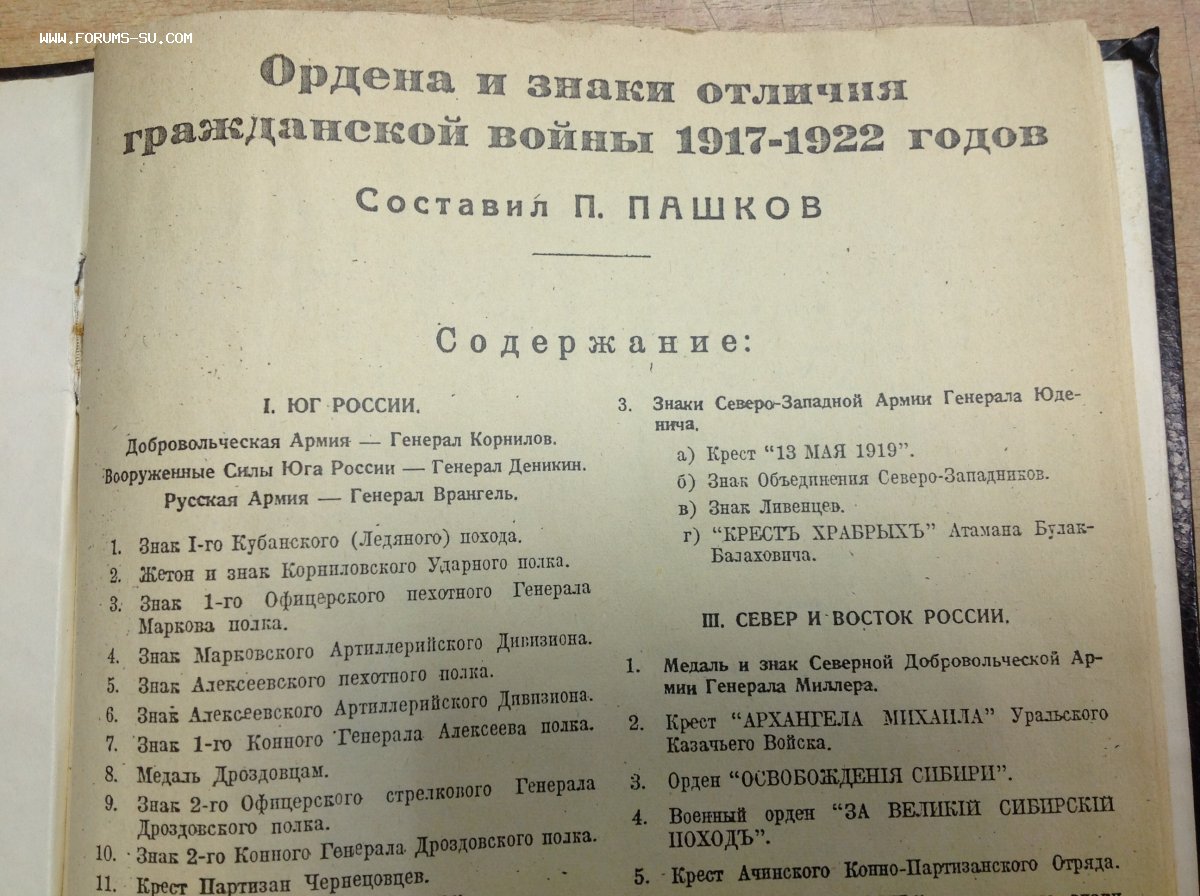 WWW.FORUMS-SU.COM
Ордена и знаки отличия
гражданской войны 1917-1922 годов
Составил П. ПАШКОВ
Содержание:
I. ЮГ РОССИИ.
Добровольческая Армия — Генерал Корнилов.
Вооруженные Силы Юга России — Генерал Деникин.
Русская Армия — Генерал Врангель.
1. Знак I-го Кубанского (Ледяного) похода.
2. Жетон и знак Корниловского Ударного полка.
3. Знак 1-го Офицерского пехотного Генерала
Маркова полка.
4. Знак Марковского Артиллерийского Дивизиона.
5. Знак Алексеевского пехотного полка.
6. Знак Алексеевского Артиллерийского Дивизиона.
7. Знак 1-го Конного Генерала Алексеева полка.
8. Медаль Дроздовцам.
9. Знак 2-го Офицерского стрелкового Генерала
Дроздовского полка.
10. Знак 2-го Конного Генерала Дроздовского полка.
11. Крест Партизан Чернецовцев.
3. Знаки Северо-Западной Армии Генерала Юде-
нича.
а) Крест "13 МАЯ 1919".
б) Знак Объединения Северо-Западников.
в) Знак Ливенцев.
г) "КРЕСТЪ ХРАБРЫХЪ" Атамана Булак-
Балаховича.
III. СЕВЕР И ВОСТОК РОССИИ.
1. Медаль и знак Северной Добровольческой Ар-
мии Генерала Миллера.
2. Крест "АРХАНГЕЛА МИХАИЛА" Уральского
Казачьего Войска.
3. Орден "ОСВОБОЖДЕНІЯ СИБИРИ".
4. Военный орден "ЗА ВЕЛИКІЙ СИБИРСКІЙ
ПОХОДЪ".
5. Крест Ачинского Конно-Партизанского Отряда.